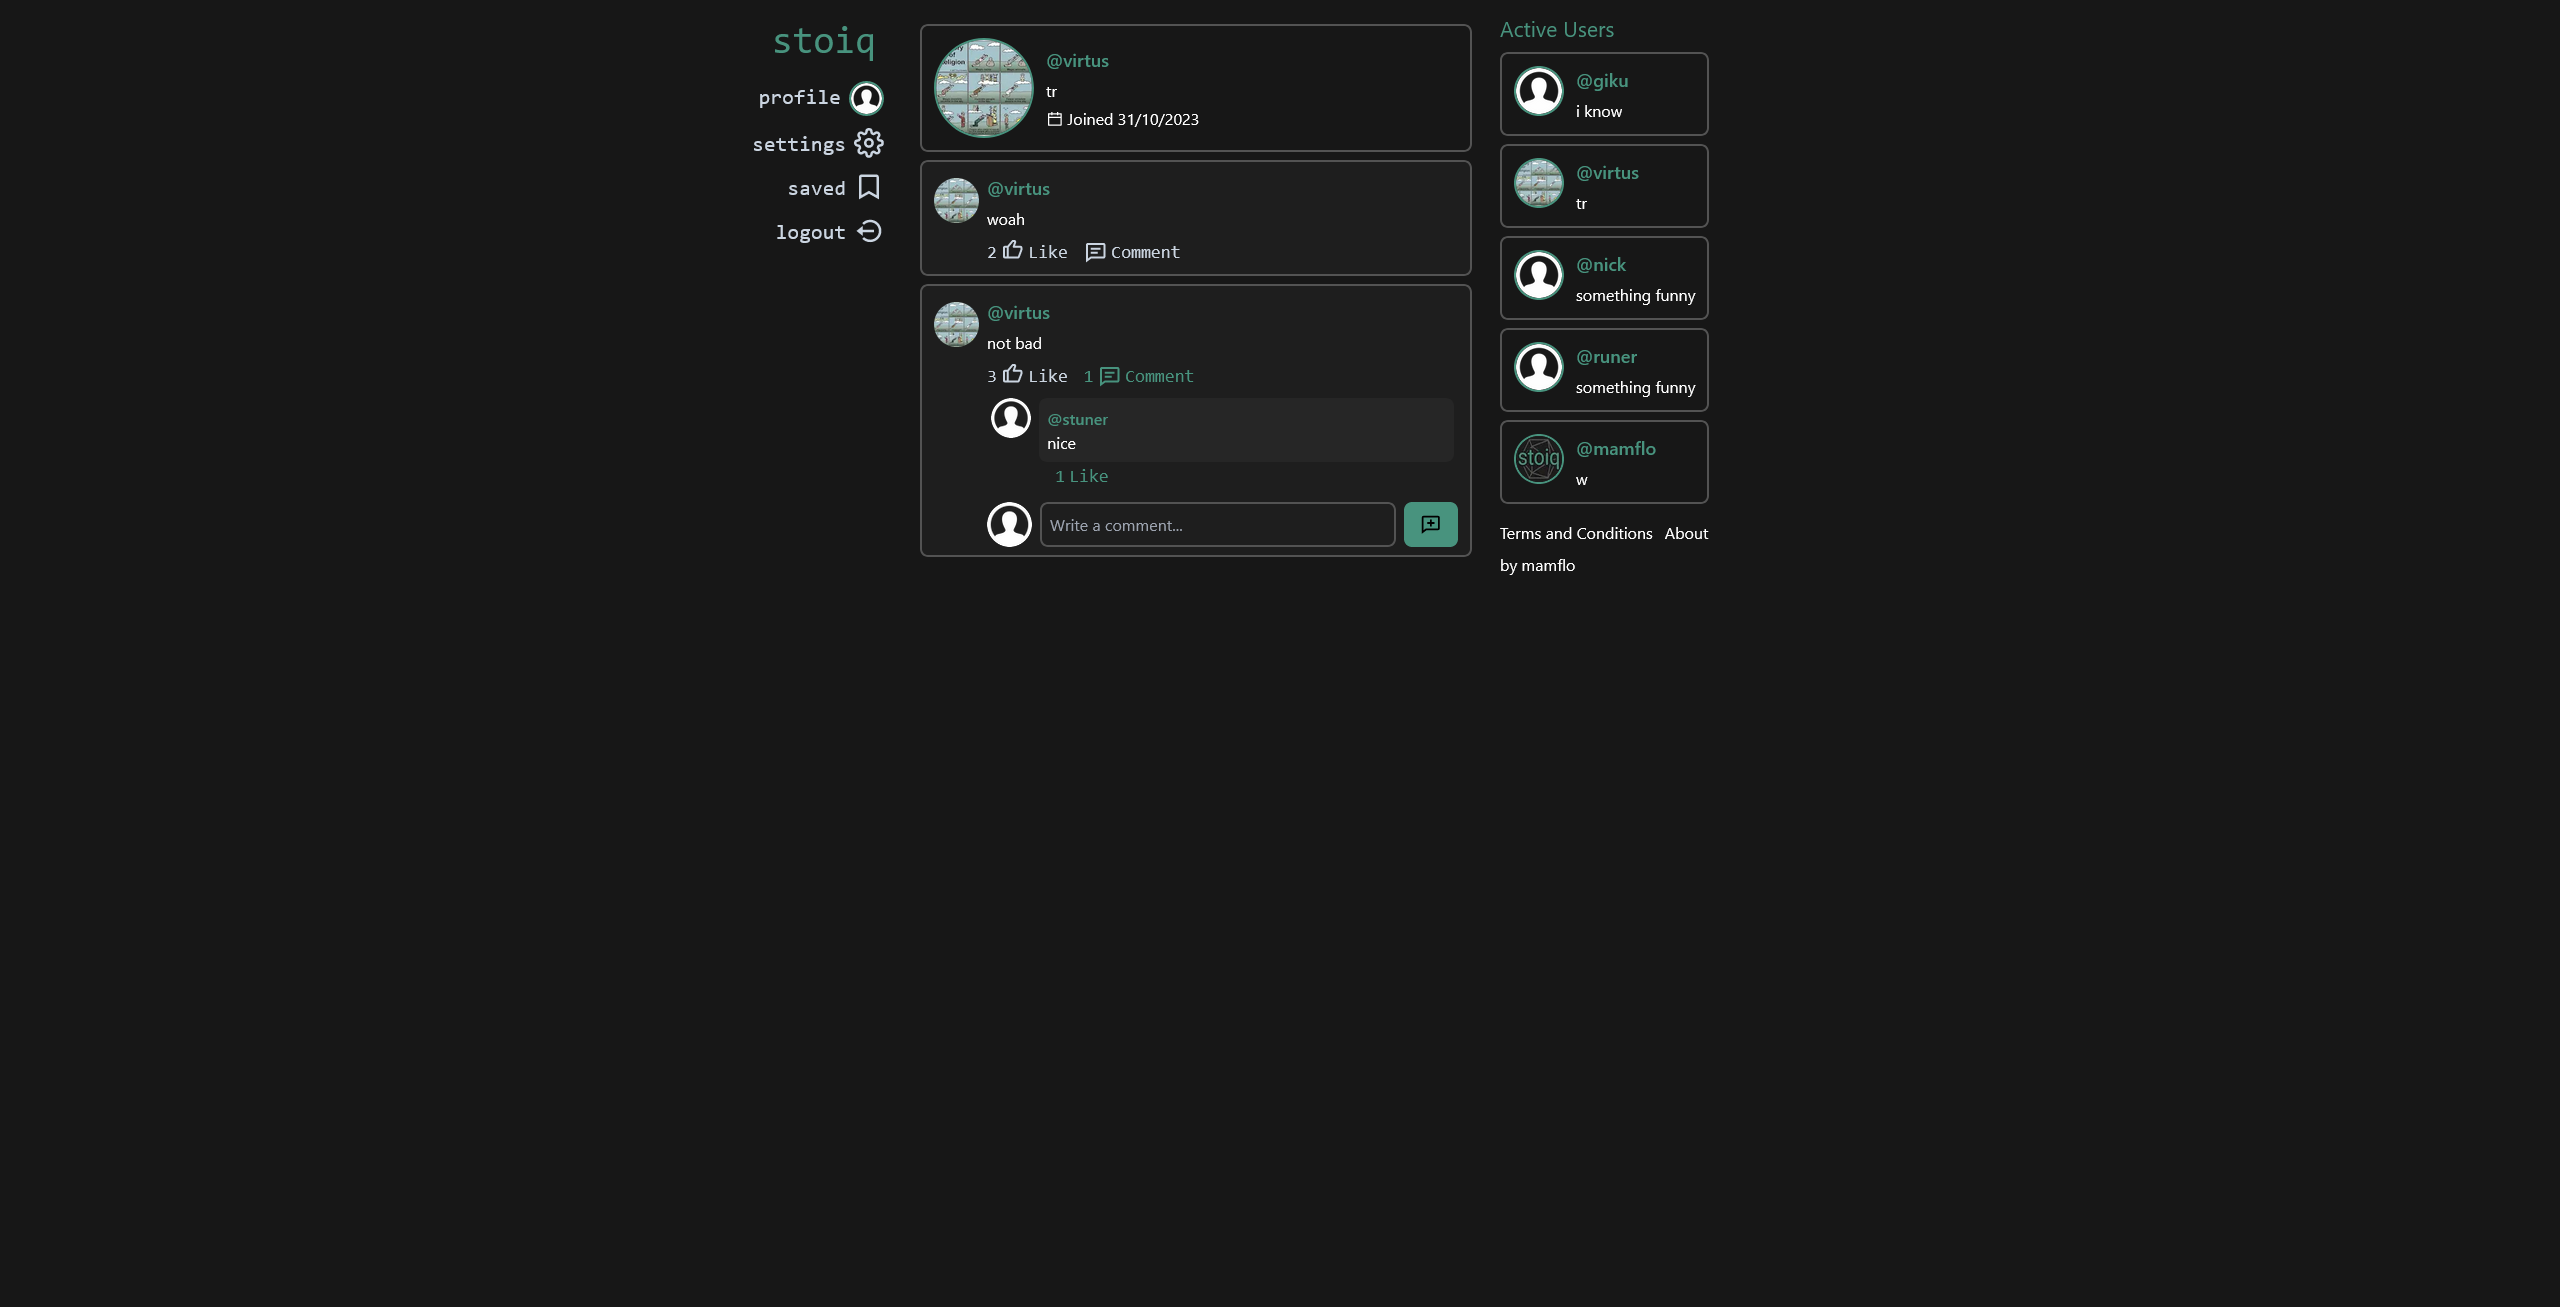 stoiq
profile
settings
saved
logout
@virtus
tr
Joined 31/10/2023
@virtus
woah
2 Like Comment
@virtus
not bad
3 Like 1 Comment
@stuner
nice
1 Like
Write a comment...
Active Users
@giku
i know
@virtus
tr
@nick
something funny
@runer
something funny
stoiq
@mamflo
w
Terms and Conditions About
by mamflo